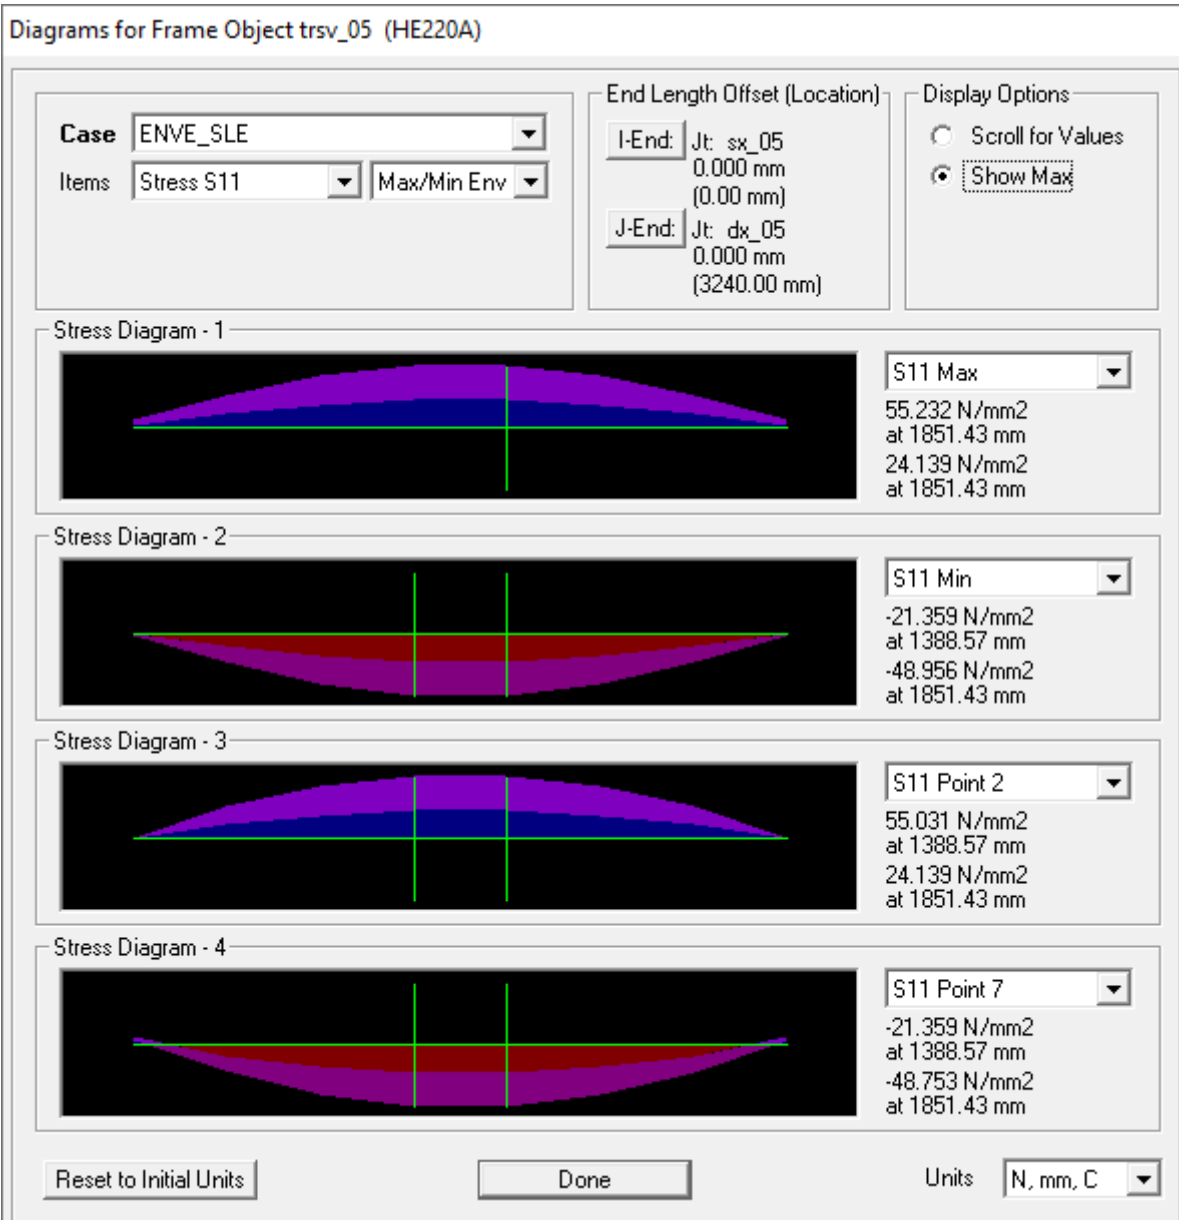 Diagrams for Frame Object trsv_05 (HE220A)
Case ENVE_SLE
Items Stress S11 Max/Min Env
End Length Offset (Location)
I-End: Jt: sx_05
0.000 mm
(0.00 mm)
J-End: Jt: dx_05
0.000 mm
(3240.00 mm)
Display Options
Scroll for Values
Show Max
Stress Diagram - 1
S11 Max
55.232 N/mm2
at 1851.43 mm
24.139 N/mm2
at 1851.43 mm
Stress Diagram - 2
S11 Min
-21.359 N/mm2
at 1388.57 mm
-48.956 N/mm2
at 1851.43 mm
Stress Diagram - 3
S11 Point 2
55.031 N/mm2
at 1388.57 mm
24.139 N/mm2
at 1851.43 mm
Stress Diagram - 4
S11 Point 7
-21.359 N/mm2
at 1388.57 mm
-48.753 N/mm2
at 1851.43 mm
Reset to Initial Units
Done
Units N, mm, C